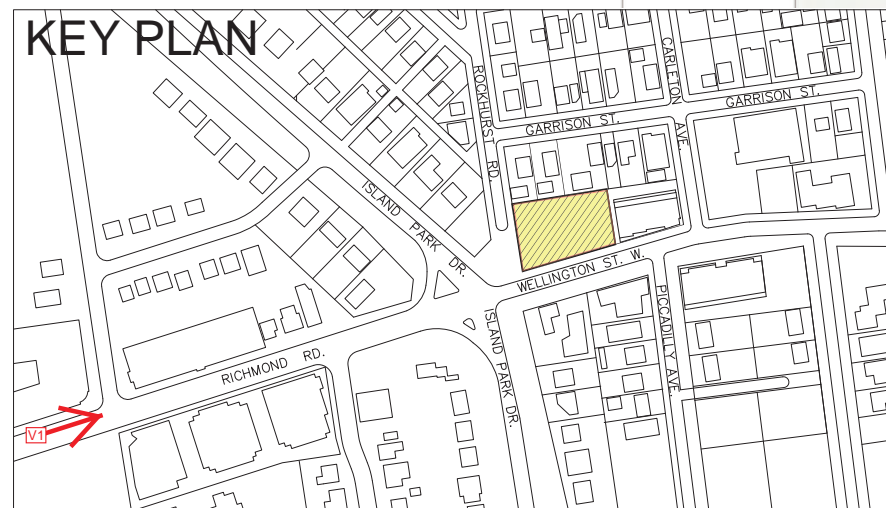 KEY PLAN
ROCKHURST RD.
CARLETON AVE.
GARRISON ST.
GARRISON ST.
ISLAND PARK DR.
WELLINGTON ST. W.
ISLAND PARK DR.
PICCADILLY AVE.
RICHMOND RD.
V1